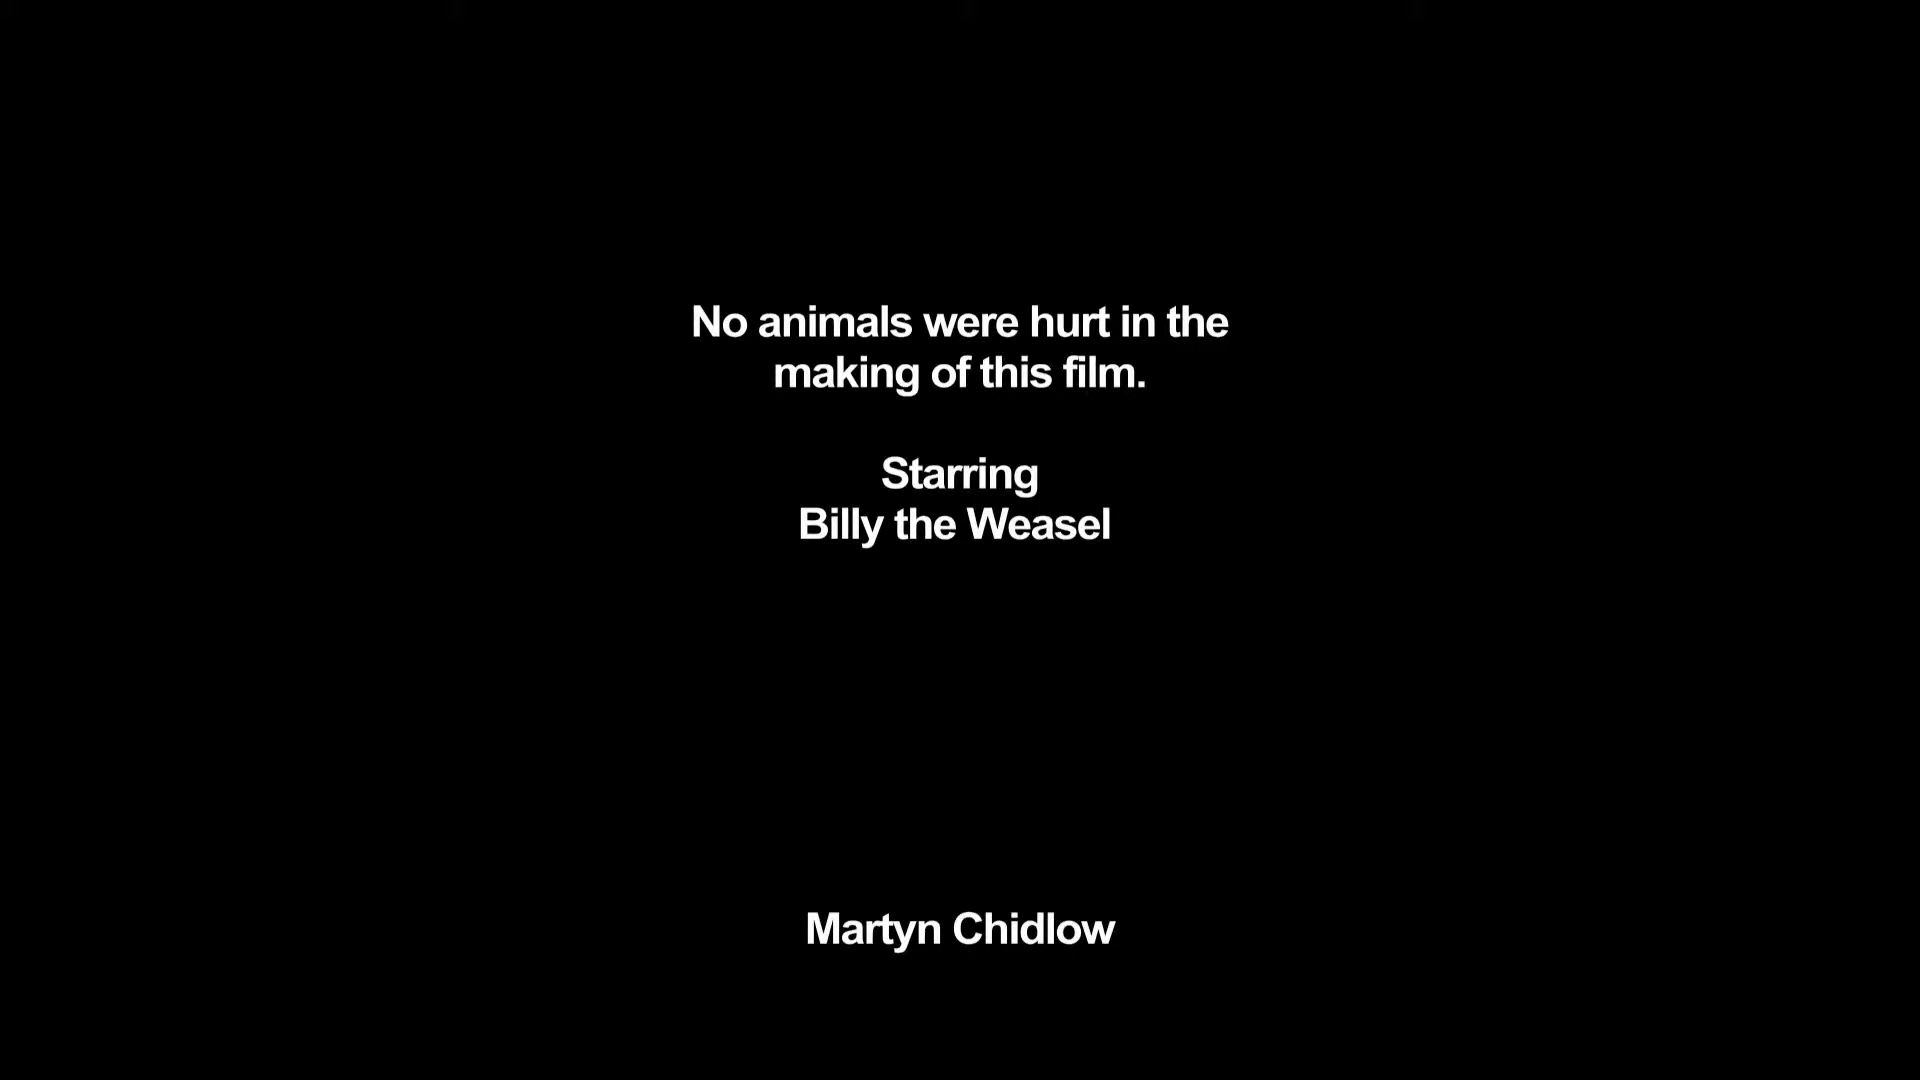 No animals were hurt in the
making of this film.
Starring
Billy the Weasel
Martyn Chidlow